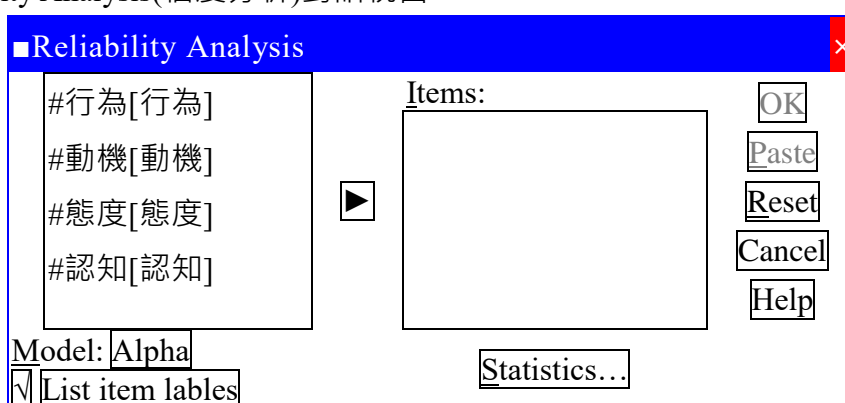 ■Reliability Analysis ×
#行為[行為]
#動機[動機]
#態度[態度]
#認知[認知]
►
Items:
OK
Paste
Reset
Cancel
Help
Model: Alpha
√ List item lables
Statistics…